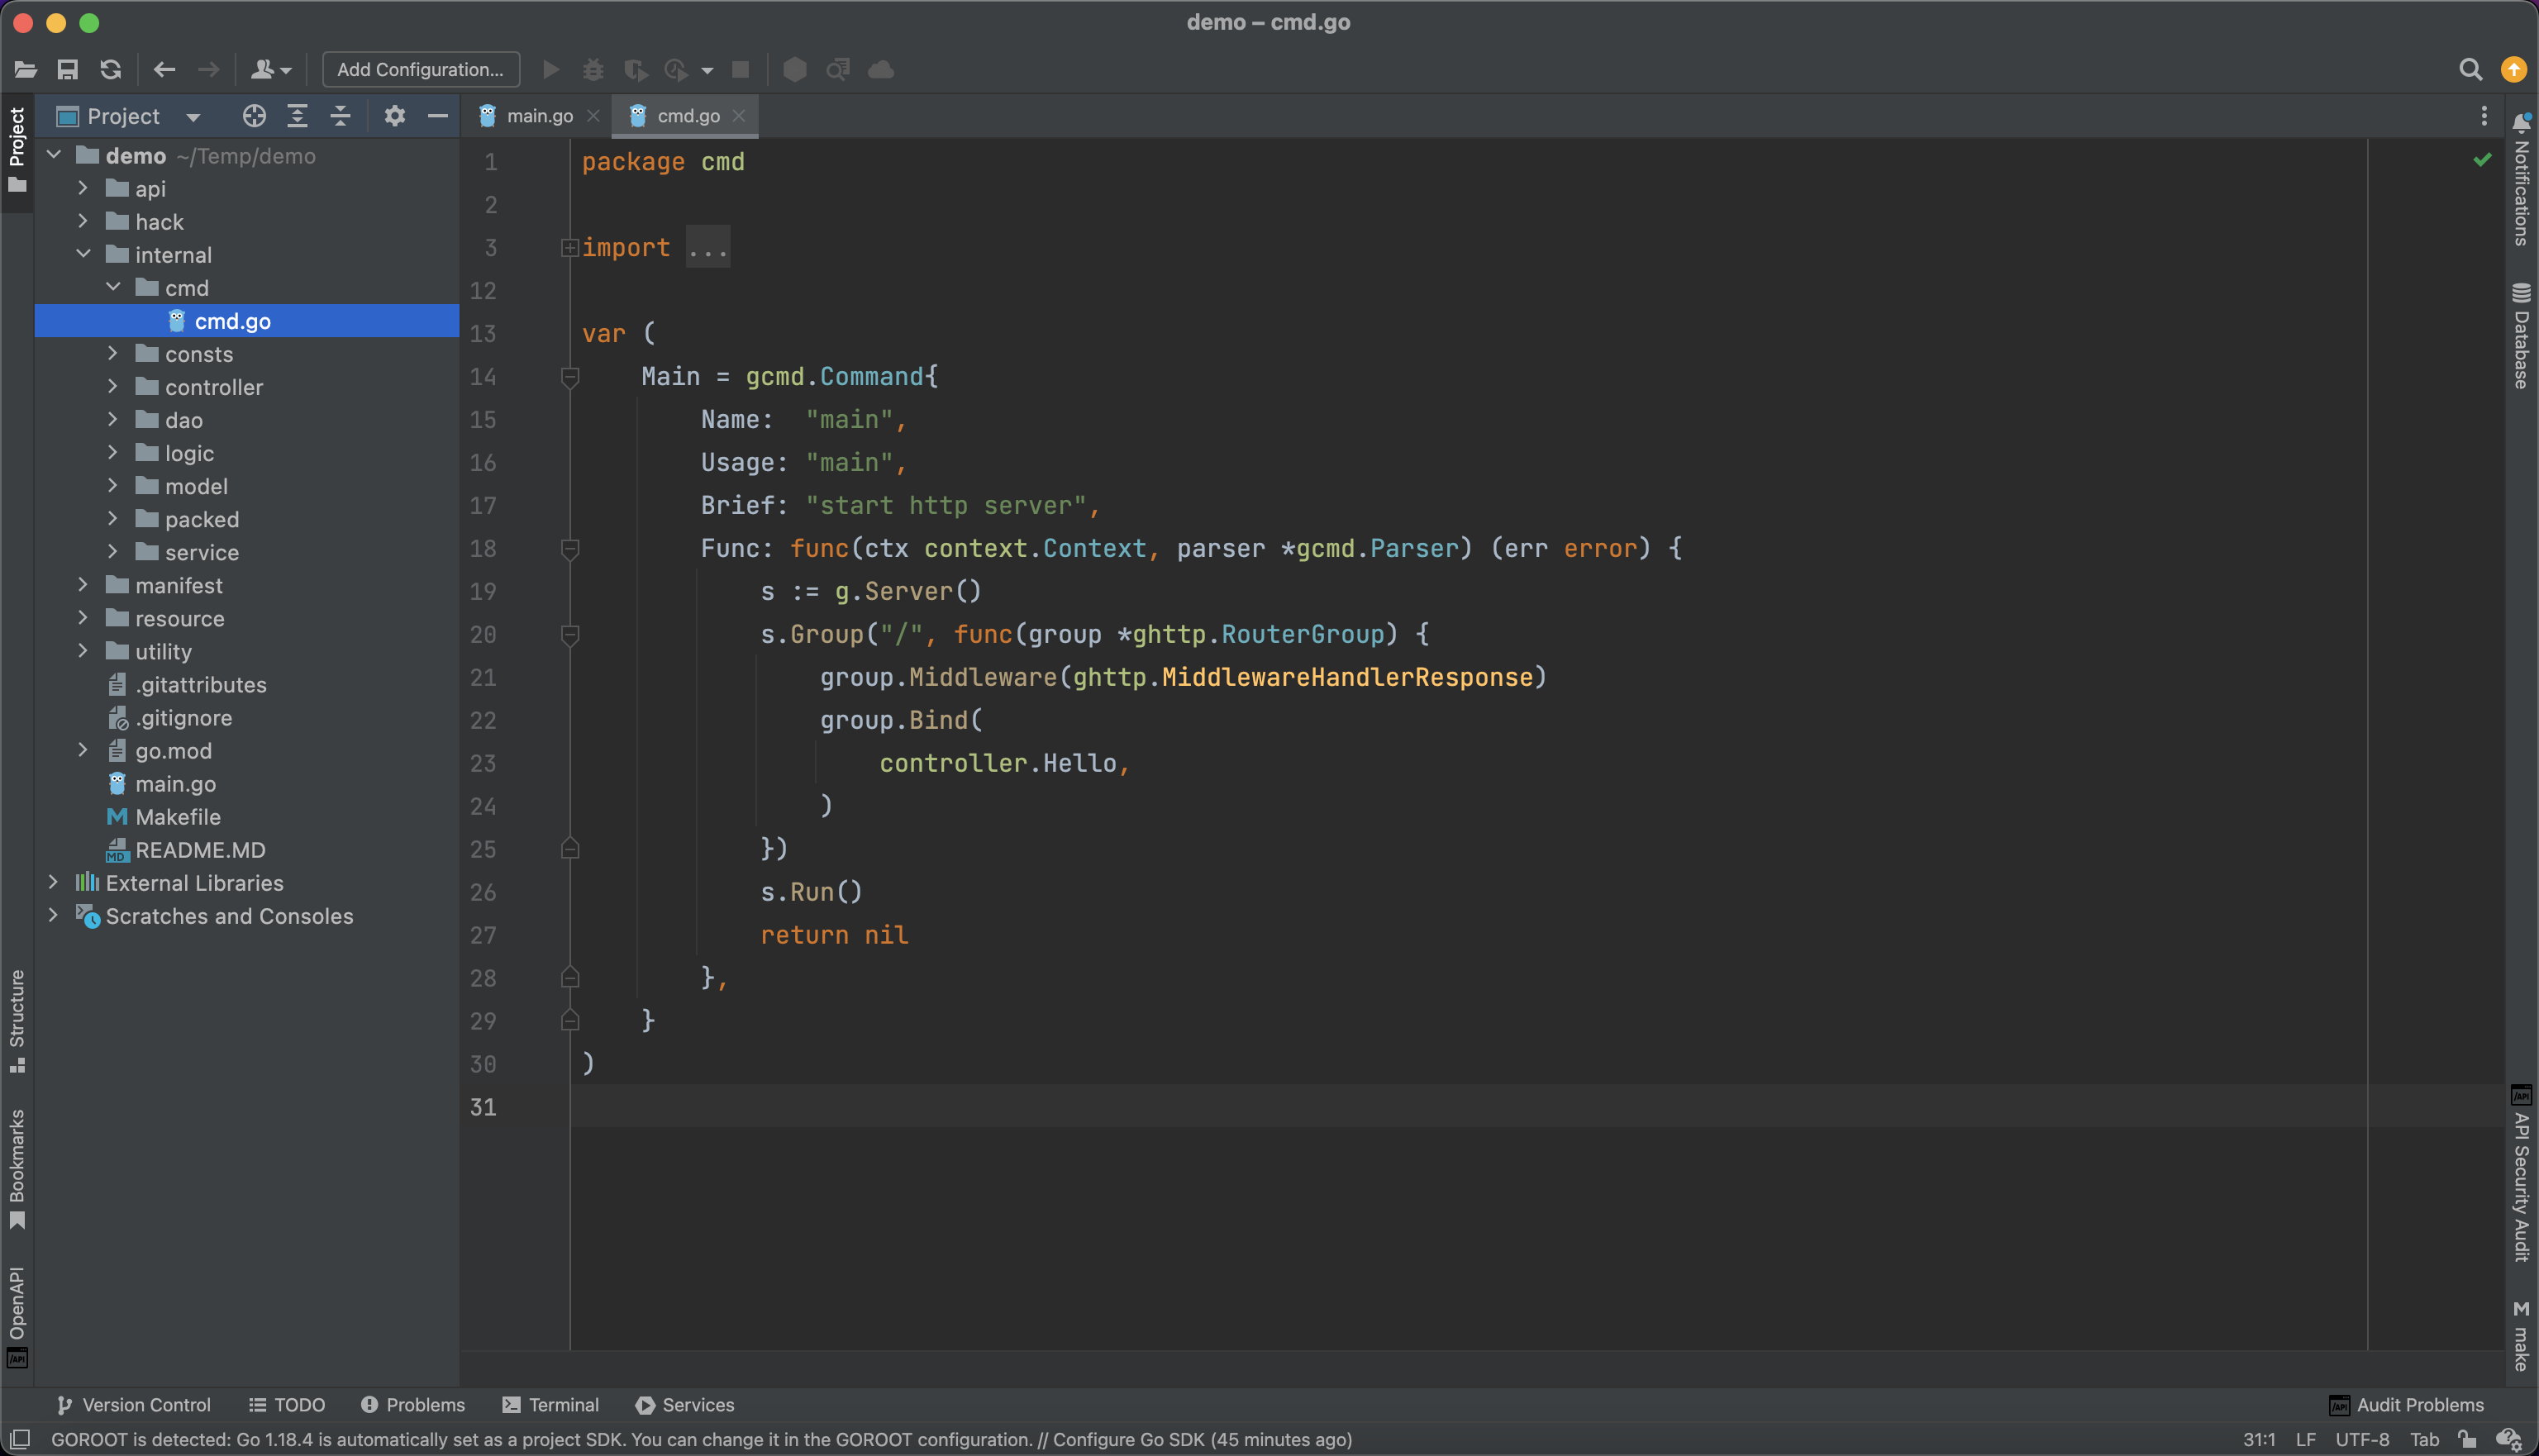 demo – cmd.go
Add Configuration...
Project
main.go
cmd.go
Project
demo ~/Temp/demo
api
hack
internal
cmd
cmd.go
consts
controller
dao
logic
model
packed
service
manifest
resource
utility
.gitattributes
.gitignore
go.mod
main.go
Makefile
README.MD
External Libraries
Scratches and Consoles
Structure
Bookmarks
OpenAPI
1 package cmd
2
3 import ...
12
13 var (
14 Main = gcmd.Command{
15 Name: "main",
16 Usage: "main",
17 Brief: "start http server",
18 Func: func(ctx context.Context, parser *gcmd.Parser) (err error) {
19 s := g.Server()
20 s.Group("/", func(group *ghttp.RouterGroup) {
21 group.Middleware(ghttp.MiddlewareHandlerResponse)
22 group.Bind(
23 controller.Hello,
24 )
25 })
26 s.Run()
27 return nil
28 },
29 }
30 )
31
Notifications
Database
API Security Audit
make
Version Control
TODO
Problems
Terminal
Services
Audit Problems
GOROOT is detected: Go 1.18.4 is automatically set as a project SDK. You can change it in the GOROOT configuration. // Configure Go SDK (45 minutes ago)
31:1 LF UTF-8 Tab